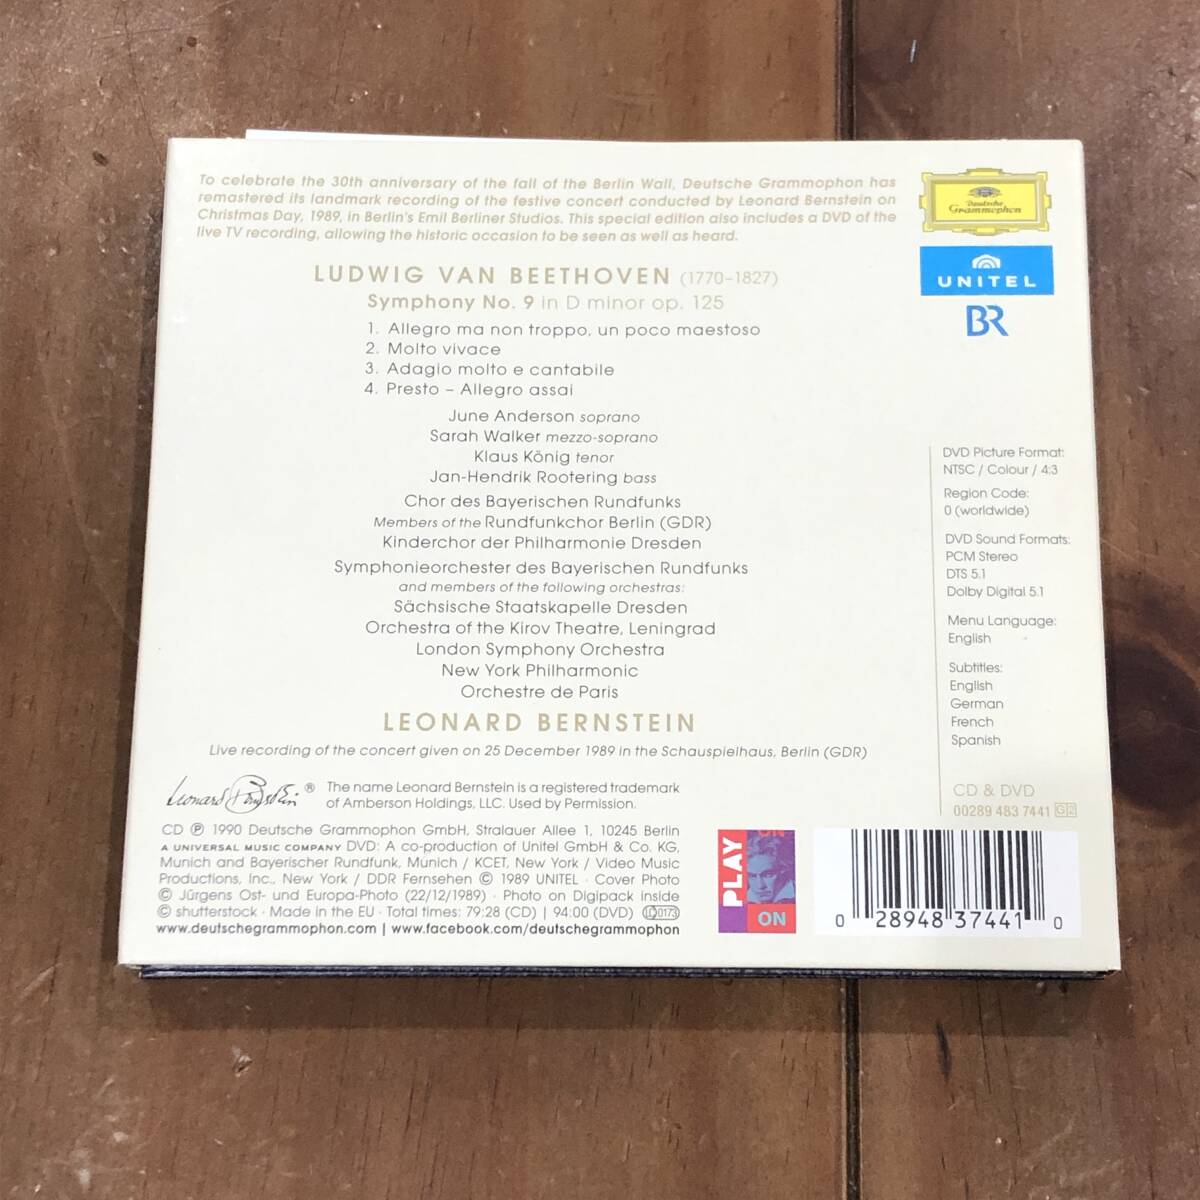 To celebrate the 30th anniversary of the fall of the Berlin Wall, Deutsche Grammophon has
remastered its landmark recording of the festive concert conducted by Leonard Bernstein on
Christmas Day, 1989, in Berlin's Emil Berliner Studios. This special edition also includes a DVD of the
live TV recording, allowing the historic occasion to be seen as well as heard.
Deutsche
Grammophon
UNITEL
BR
LUDWIG VAN BEETHOVEN (1770–1827)
Symphony No. 9 in D minor op. 125
1. Allegro ma non troppo, un poco maestoso
2. Molto vivace
3. Adagio molto e cantabile
4. Presto – Allegro assai
June Anderson soprano
Sarah Walker mezzo-soprano
Klaus König tenor
Jan-Hendrik Rootering bass
Chor des Bayerischen Rundfunks
Members of the Rundfunkchor Berlin (GDR)
Kinderchor der Philharmonie Dresden
Symphonieorchester des Bayerischen Rundfunks
and members of the following orchestras:
Sächsische Staatskapelle Dresden
Orchestra of the Kirov Theatre, Leningrad
London Symphony Orchestra
New York Philharmonic
Orchestre de Paris
LEONARD BERNSTEIN
Live recording of the concert given on 25 December 1989 in the Schauspielhaus, Berlin (GDR)
DVD Picture Format:
NTSC / Colour / 4:3
Region Code:
0 (worldwide)
DVD Sound Formats:
PCM Stereo
DTS 5.1
Dolby Digital 5.1
Menu Language:
English
Subtitles:
English
German
French
Spanish
CD & DVD
00289 483 7441 G 2
Leonard Bernstein ®
The name Leonard Bernstein is a registered trademark
of Amberson Holdings, LLC. Used by Permission.
CD ℗ 1990 Deutsche Grammophon GmbH, Stralauer Allee 1, 10245 Berlin
A UNIVERSAL MUSIC COMPANY DVD: A co-production of Unitel GmbH & Co. KG,
Munich and Bayerischer Rundfunk, Munich / KCET, New York / Video Music
Productions, Inc., New York / DDR Fernsehen © 1989 UNITEL · Cover Photo
© Jürgens Ost- und Europa-Photo (22/12/1989) · Photo on Digipack inside
© shutterstock · Made in the EU · Total times: 79:28 (CD) | 94:00 (DVD) LC 0173
www.deutschegrammophon.com | www.facebook.com/deutschegrammophon
PLAY
ON
ON
0 28948 37441 0